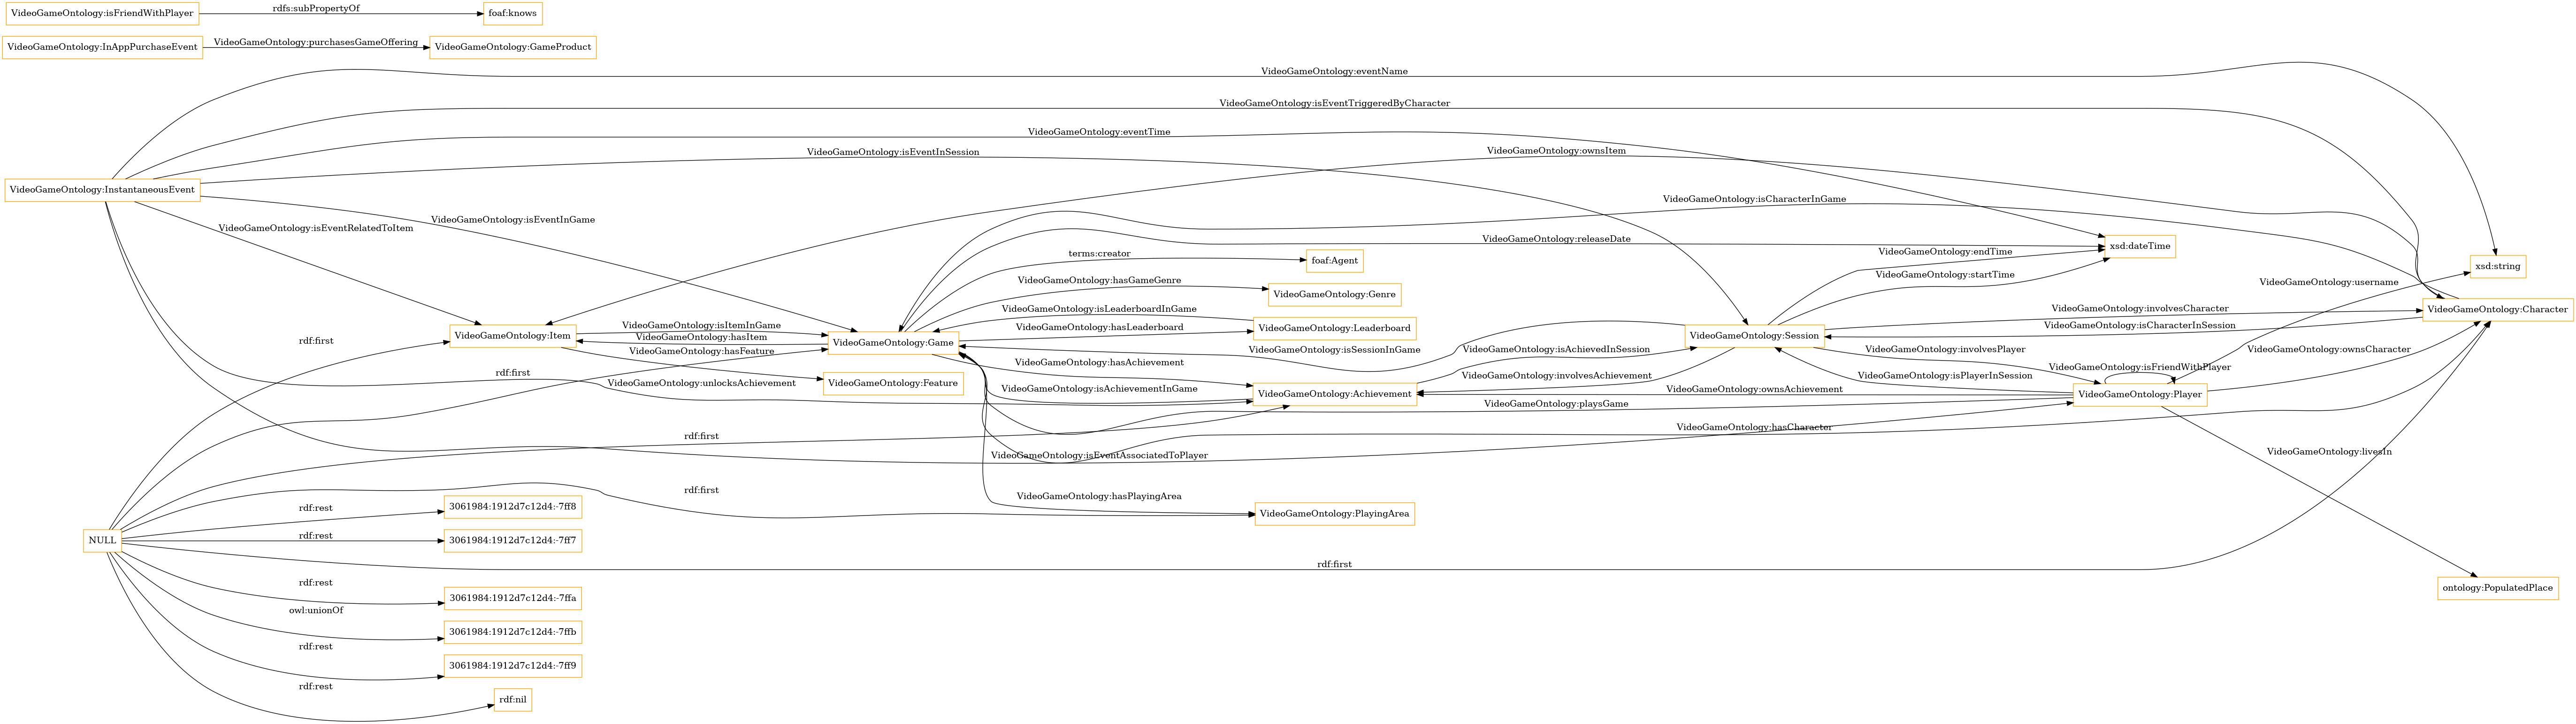 VideoGameOntology:isFriendWithPlayer
rdfs:subPropertyOf
foaf:knows
VideoGameOntology:InAppPurchaseEvent
VideoGameOntology:purchasesGameOffering
VideoGameOntology:GameProduct
VideoGameOntology:eventName
VideoGameOntology:isEventTriggeredByCharacter
VideoGameOntology:eventTime
VideoGameOntology:isEventInSession
VideoGameOntology:ownsItem
VideoGameOntology:InstantaneousEvent
VideoGameOntology:isCharacterInGame
VideoGameOntology:isEventInGame
VideoGameOntology:isEventRelatedToItem
VideoGameOntology:releaseDate
xsd:dateTime
terms:creator
foaf:Agent
VideoGameOntology:endTime
xsd:string
VideoGameOntology:startTime
VideoGameOntology:username
VideoGameOntology:hasGameGenre
VideoGameOntology:Genre
VideoGameOntology:isLeaderboardInGame
VideoGameOntology:involvesCharacter
VideoGameOntology:Character
VideoGameOntology:isItemInGame
VideoGameOntology:hasLeaderboard
VideoGameOntology:Leaderboard
VideoGameOntology:isCharacterInSession
VideoGameOntology:Item
VideoGameOntology:hasItem
VideoGameOntology:Game
VideoGameOntology:Session
rdf:first
VideoGameOntology:hasFeature
VideoGameOntology:isSessionInGame
VideoGameOntology:isAchievedInSession
VideoGameOntology:involvesPlayer
VideoGameOntology:ownsCharacter
VideoGameOntology:hasAchievement
VideoGameOntology:isFriendWithPlayer
rdf:first
VideoGameOntology:unlocksAchievement
VideoGameOntology:Feature
VideoGameOntology:involvesAchievement
VideoGameOntology:isPlayerInSession
VideoGameOntology:isAchievementInGame
VideoGameOntology:Achievement
VideoGameOntology:ownsAchievement
VideoGameOntology:Player
VideoGameOntology:playsGame
VideoGameOntology:hasCharacter
rdf:first
VideoGameOntology:isEventAssociatedToPlayer
VideoGameOntology:livesIn
rdf:first
VideoGameOntology:hasPlayingArea
rdf:rest
3061984:1912d7c12d4:-7ff8
VideoGameOntology:PlayingArea
NULL
rdf:rest
3061984:1912d7c12d4:-7ff7
rdf:first
rdf:rest
3061984:1912d7c12d4:-7ffa
ontology:PopulatedPlace
owl:unionOf
3061984:1912d7c12d4:-7ffb
rdf:rest
3061984:1912d7c12d4:-7ff9
rdf:rest
rdf:nil